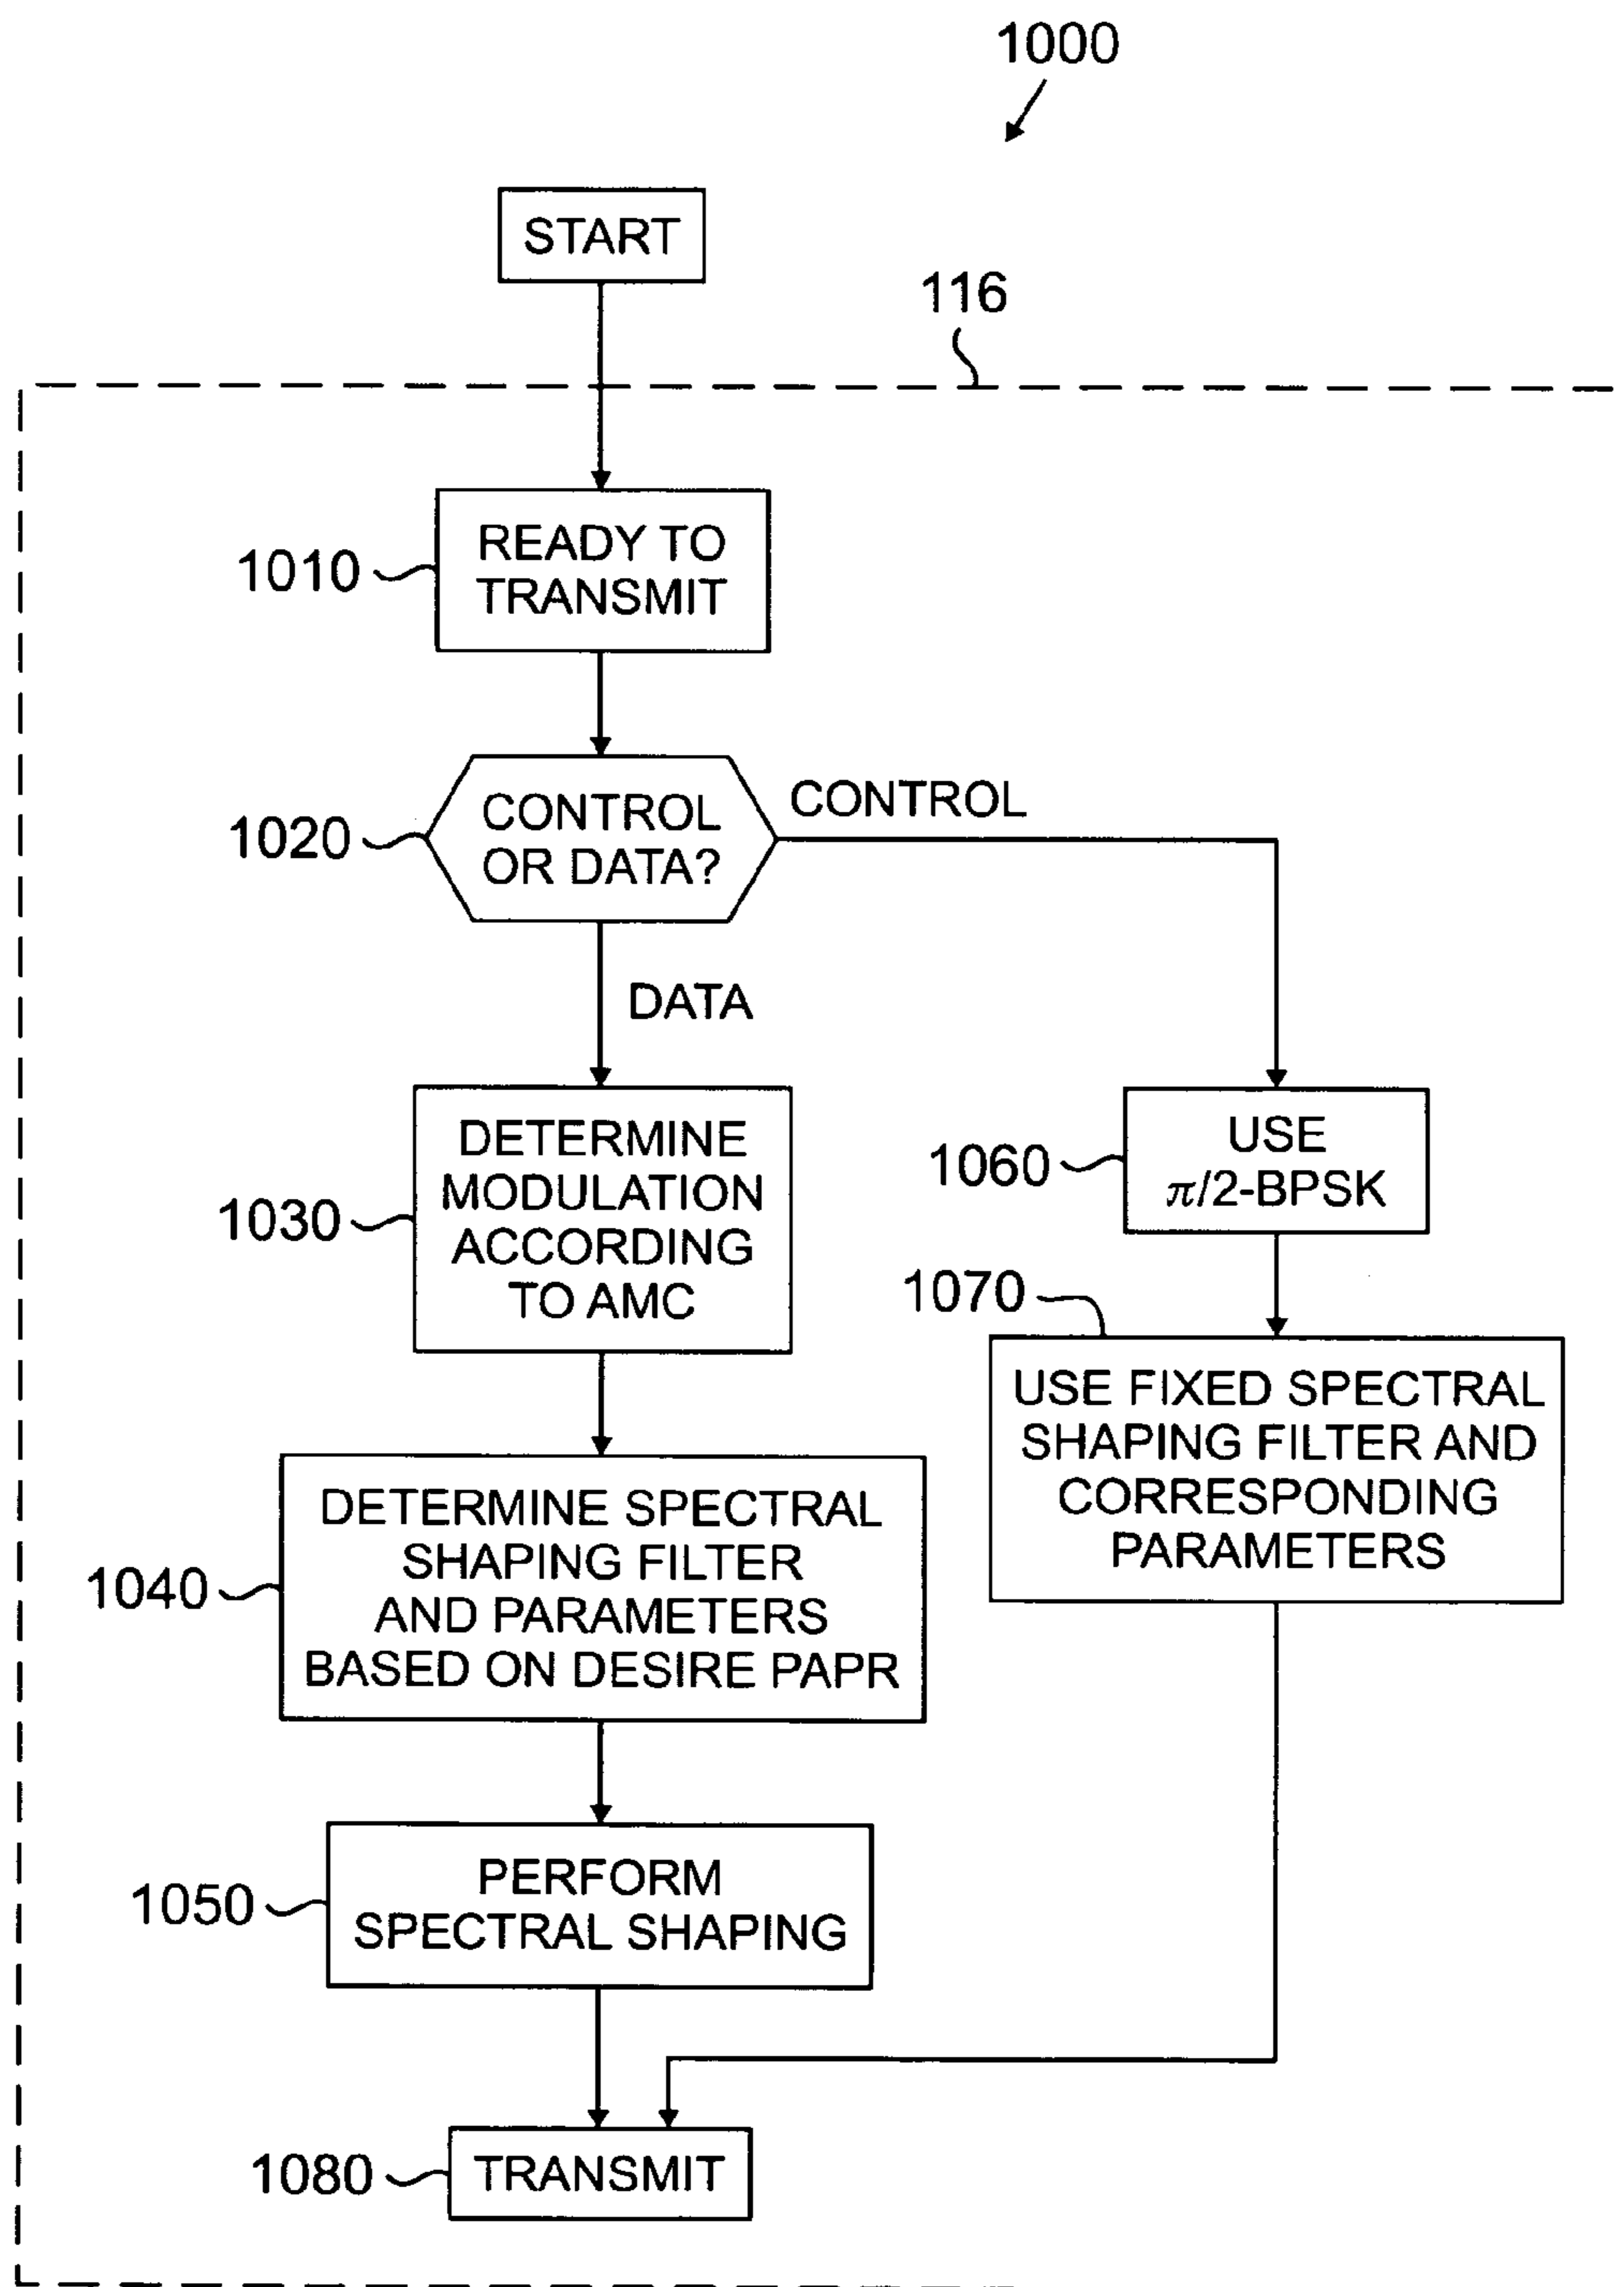 1000
START
116
1010
READY TO
TRANSMIT
1020
CONTROL
OR DATA?
CONTROL
DATA
1030
DETERMINE
MODULATION
ACCORDING
TO AMC
1060
USE
π/2-BPSK
1070
USE FIXED SPECTRAL
SHAPING FILTER AND
CORRESPONDING
PARAMETERS
1040
DETERMINE SPECTRAL
SHAPING FILTER
AND PARAMETERS
BASED ON DESIRE PAPR
1050
PERFORM
SPECTRAL SHAPING
1080
TRANSMIT